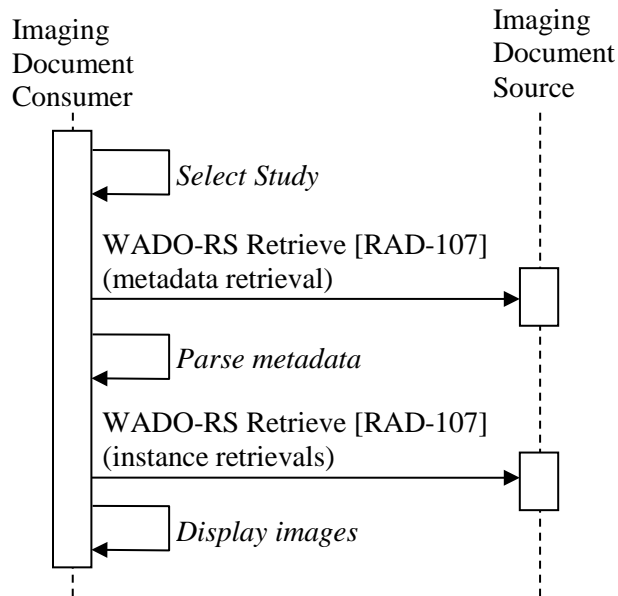 Imaging
Document
Consumer
Imaging
Document
Source
Select Study
WADO-RS Retrieve [RAD-107]
(metadata retrieval)
Parse metadata
WADO-RS Retrieve [RAD-107]
(instance retrievals)
Display images